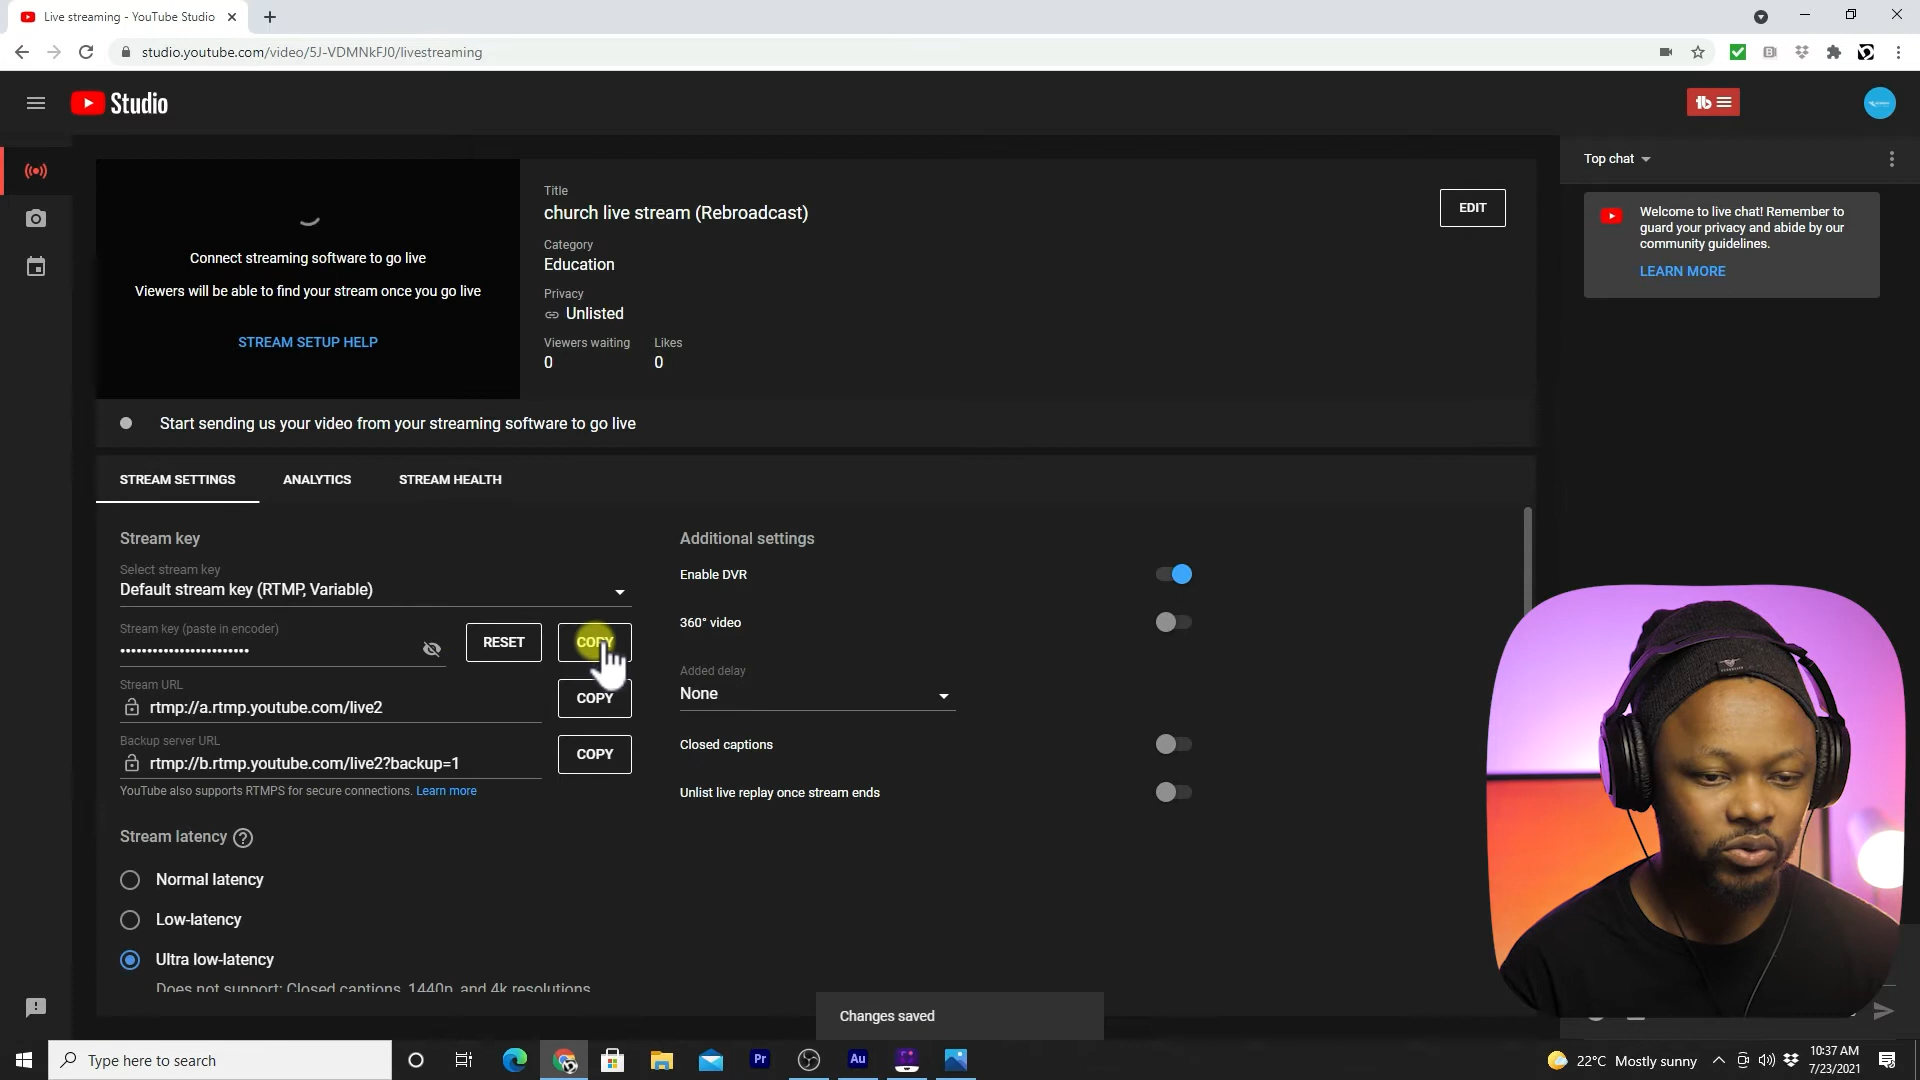 Live streaming - YouTube Studio
studio.youtube.com/video/5J-VDMNkFJ0/livestreaming
Studio
tb
Top chat
Welcome to live chat! Remember to
guard your privacy and abide by our
community guidelines.
LEARN MORE
Connect streaming software to go live
Viewers will be able to find your stream once you go live
STREAM SETUP HELP
Title
church live stream (Rebroadcast)
EDIT
Category
Education
Privacy
Unlisted
Viewers waiting Likes
0 0
Start sending us your video from your streaming software to go live
STREAM SETTINGS ANALYTICS STREAM HEALTH
Stream key
Select stream key
Default stream key (RTMP, Variable)
Stream key (paste in encoder)
RESET COPY
Stream URL
rtmp://a.rtmp.youtube.com/live2
COPY
Backup server URL
rtmp://b.rtmp.youtube.com/live2?backup=1
COPY
YouTube also supports RTMPS for secure connections. Learn more
Stream latency
Normal latency
Low-latency
Ultra low-latency
Does not support: Closed captions, 1440p, and 4k resolutions
Additional settings
Enable DVR
360° video
Added delay
None
Closed captions
Unlist live replay once stream ends
Changes saved
Type here to search
Pr
Au
22°C Mostly sunny
10:37 AM
7/23/2021